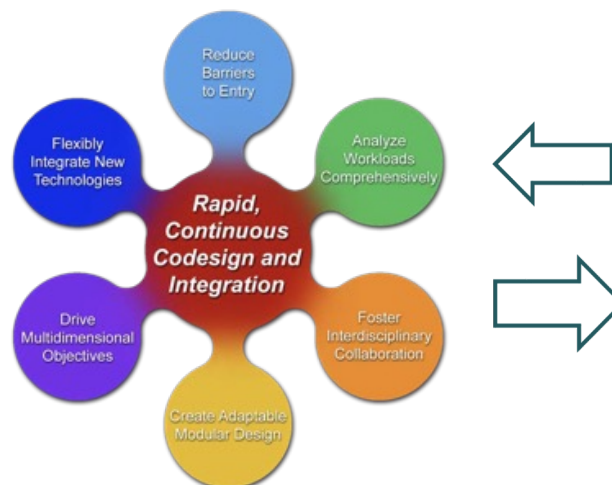 Reduce
Barriers
to Entry
Flexibly
Integrate New
Technologies
Analyze
Workloads
Comprehensively
Rapid,
Continuous
Codesign and
Integration
Drive
Multidimensional
Objectives
Foster
Interdisciplinary
Collaboration
Create Adaptable
Modular Design